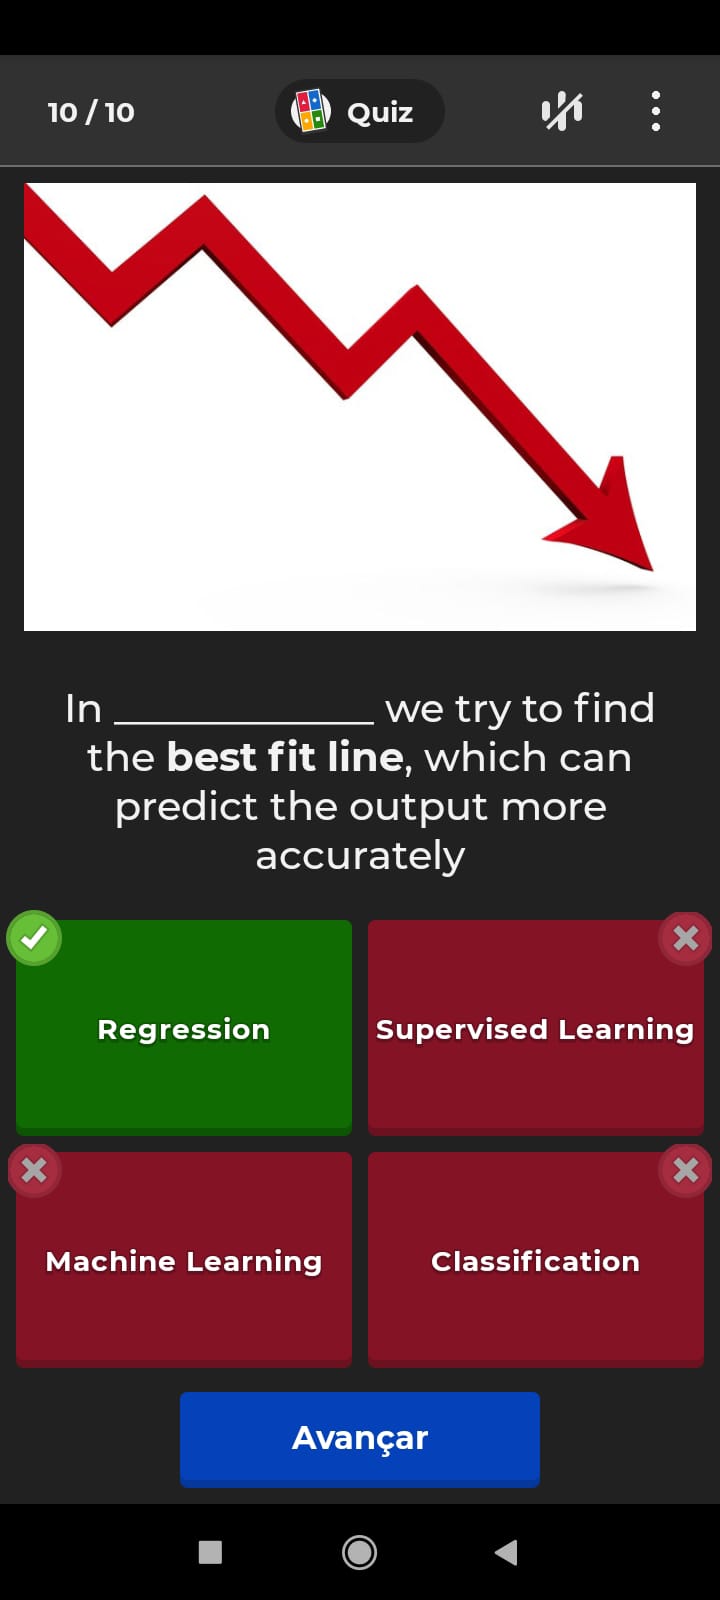 10 / 10
Quiz
In _____________ we try to find
the best fit line, which can
predict the output more
accurately
Regression
Supervised Learning
Machine Learning
Classification
Avançar